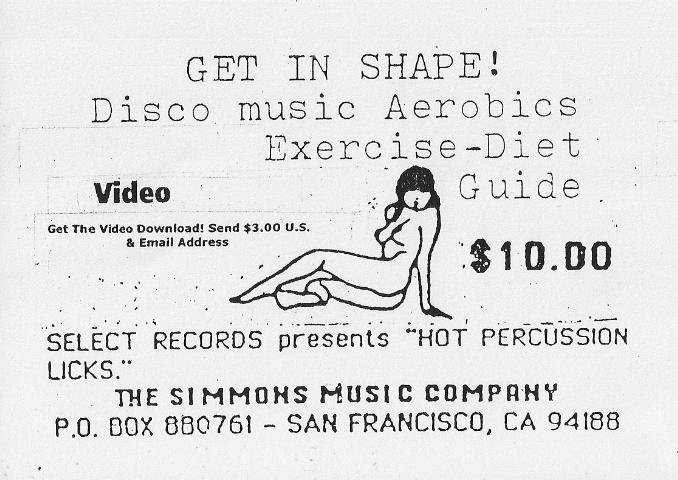 GET IN SHAPE!
Disco music Aerobics
Exercise-Diet
Guide
Video
Get The Video Download! Send $3.00 U.S.
& Email Address
$10.00
SELECT RECORDS presents "HOT PERCUSSION
LICKS."
THE SIMMONS MUSIC COMPANY
P.O. BOX 880761 - SAN FRANCISCO, CA 94188